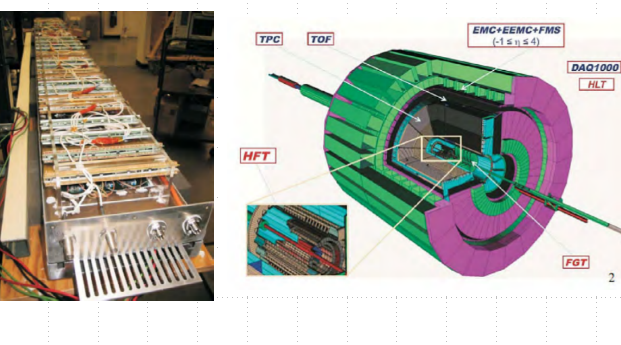 TPC
TOF
EMC+EEMC+FMS
(-1 ≤ η ≤ 4)
DAQ1000
HLT
HFT
FGT
2